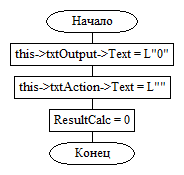 Начало
this->txtOutput->Text = L"0"
this->txtAction->Text = L""
ResultCalc = 0
Конец